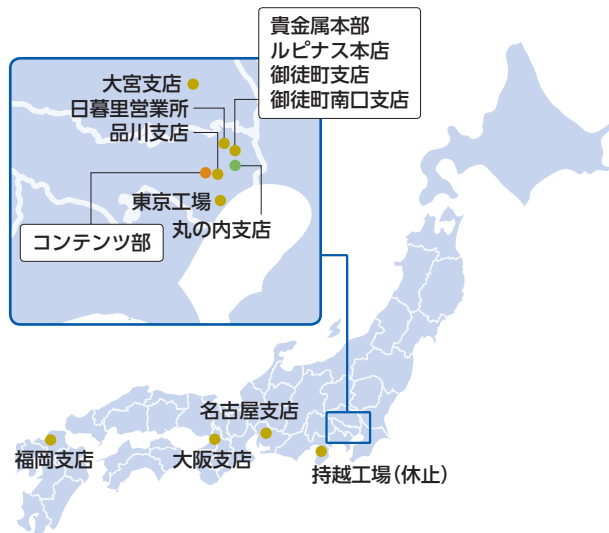 貴金属本部
ルピナス本店
御徒町支店
御徒町南口支店
大宮支店
日暮里営業所
品川支店
東京工場
丸の内支店
コンテンツ部
名古屋支店
福岡支店
大阪支店
持越工場（休止）